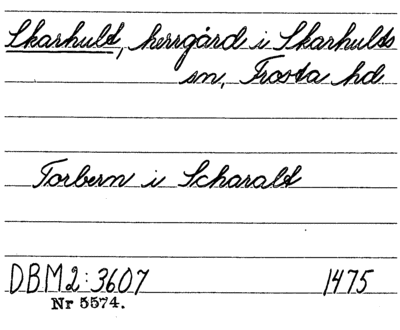 Skarhult, herrgård i Skarhults
sn, Frosta hd
Torbern i Scharalt
DBM2:3607 1475
Nr 5574.